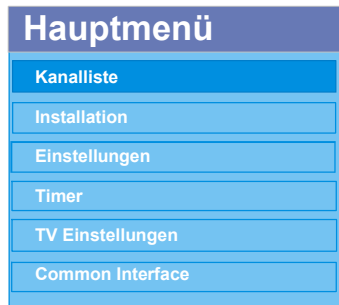 Hauptmenü
Kanalliste
Installation
Einstellungen
Timer
TV Einstellungen
Common Interface